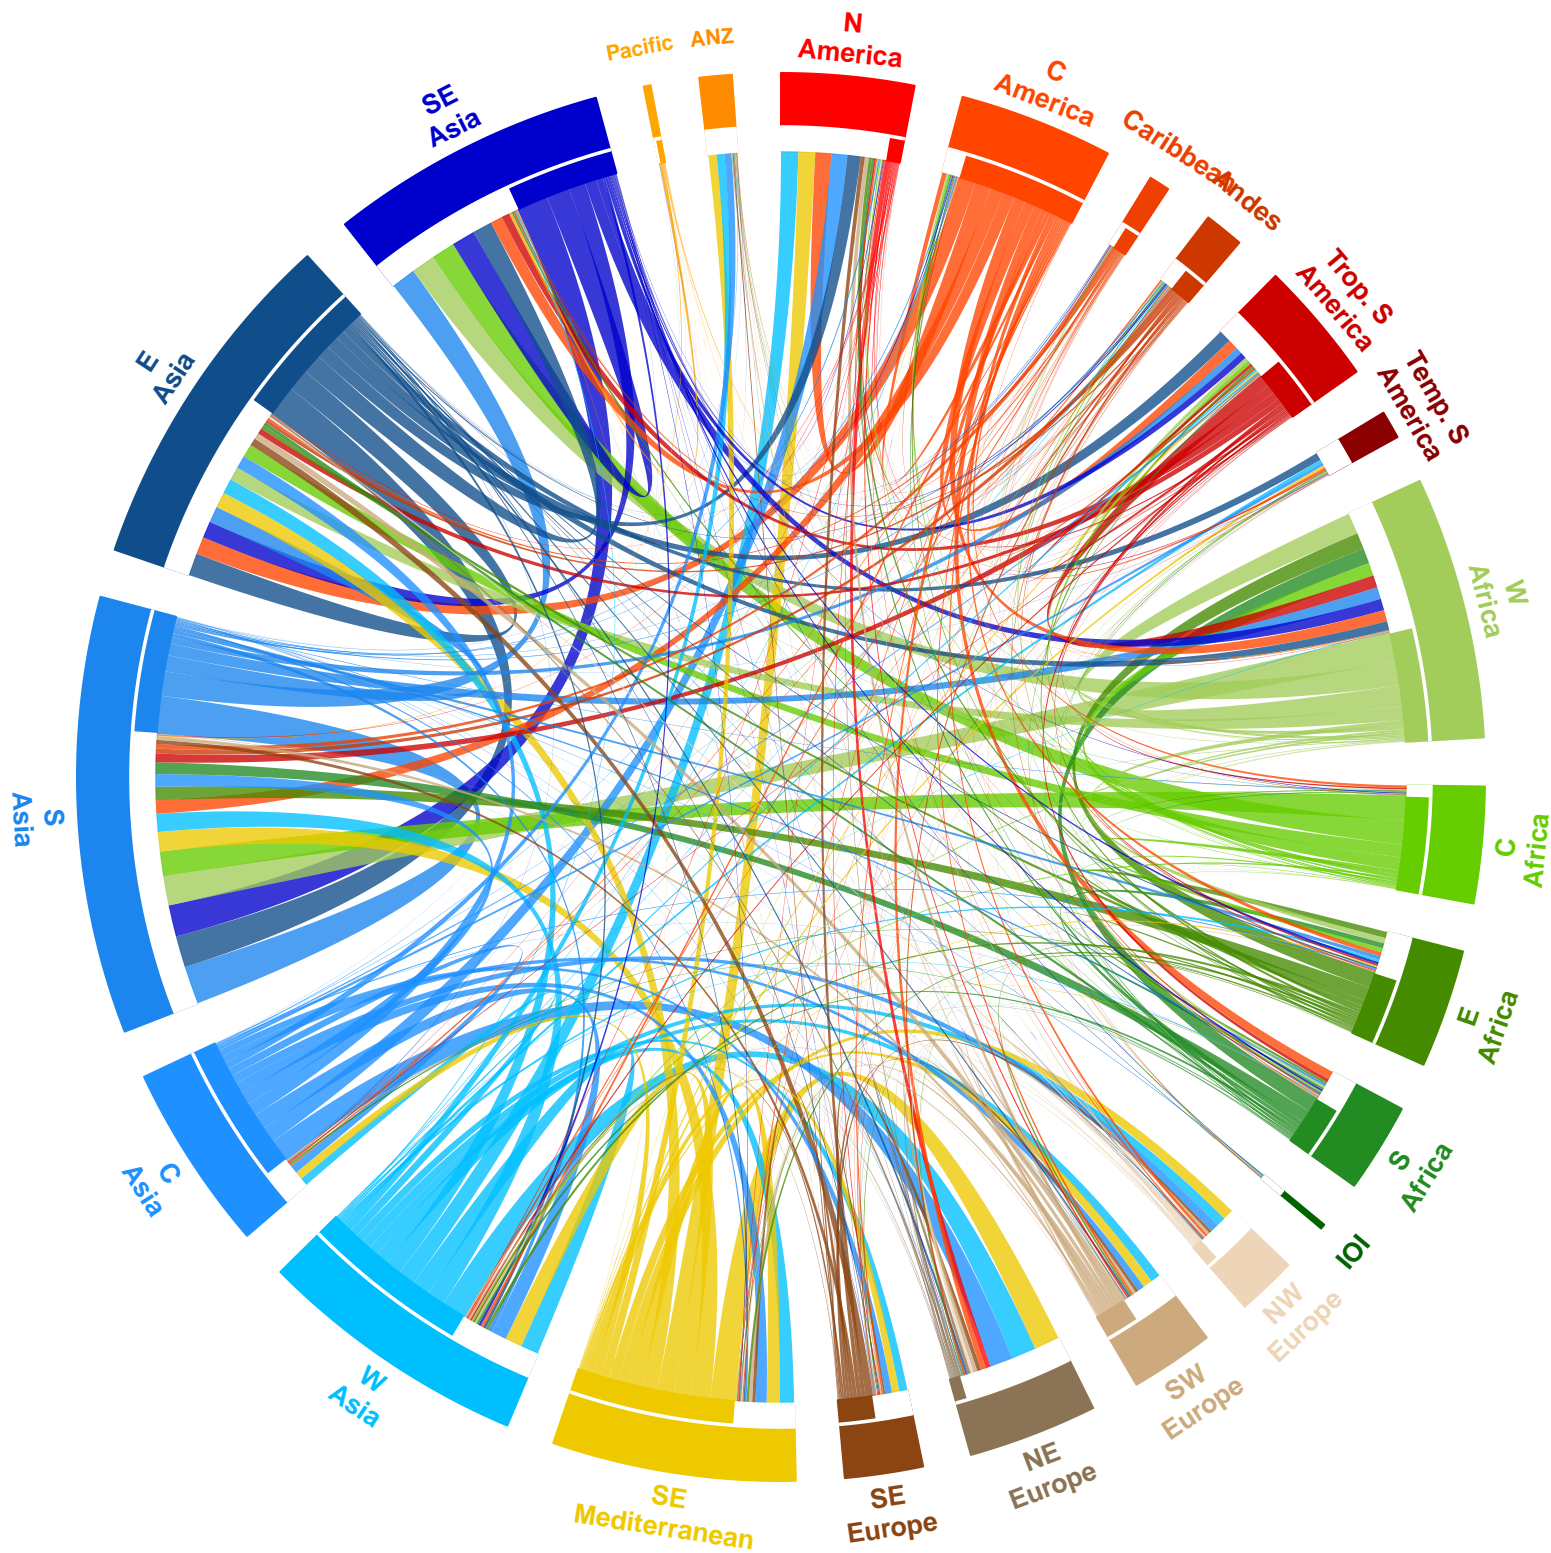 N
America
C
America
Caribbean
Andes
Trop. S
America
Temp. S
America
W
Africa
C
Africa
E
Africa
S
Africa
IOI
NW
Europe
SW
Europe
NE
Europe
SE
Europe
SE
Mediterranean
W
Asia
C
Asia
S
Asia
E
Asia
SE
Asia
Pacific
ANZ